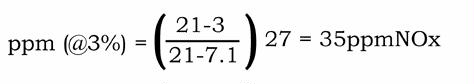 ppm (@3%) = (21-3 / 21-7.1) 27 = 35ppmNOx